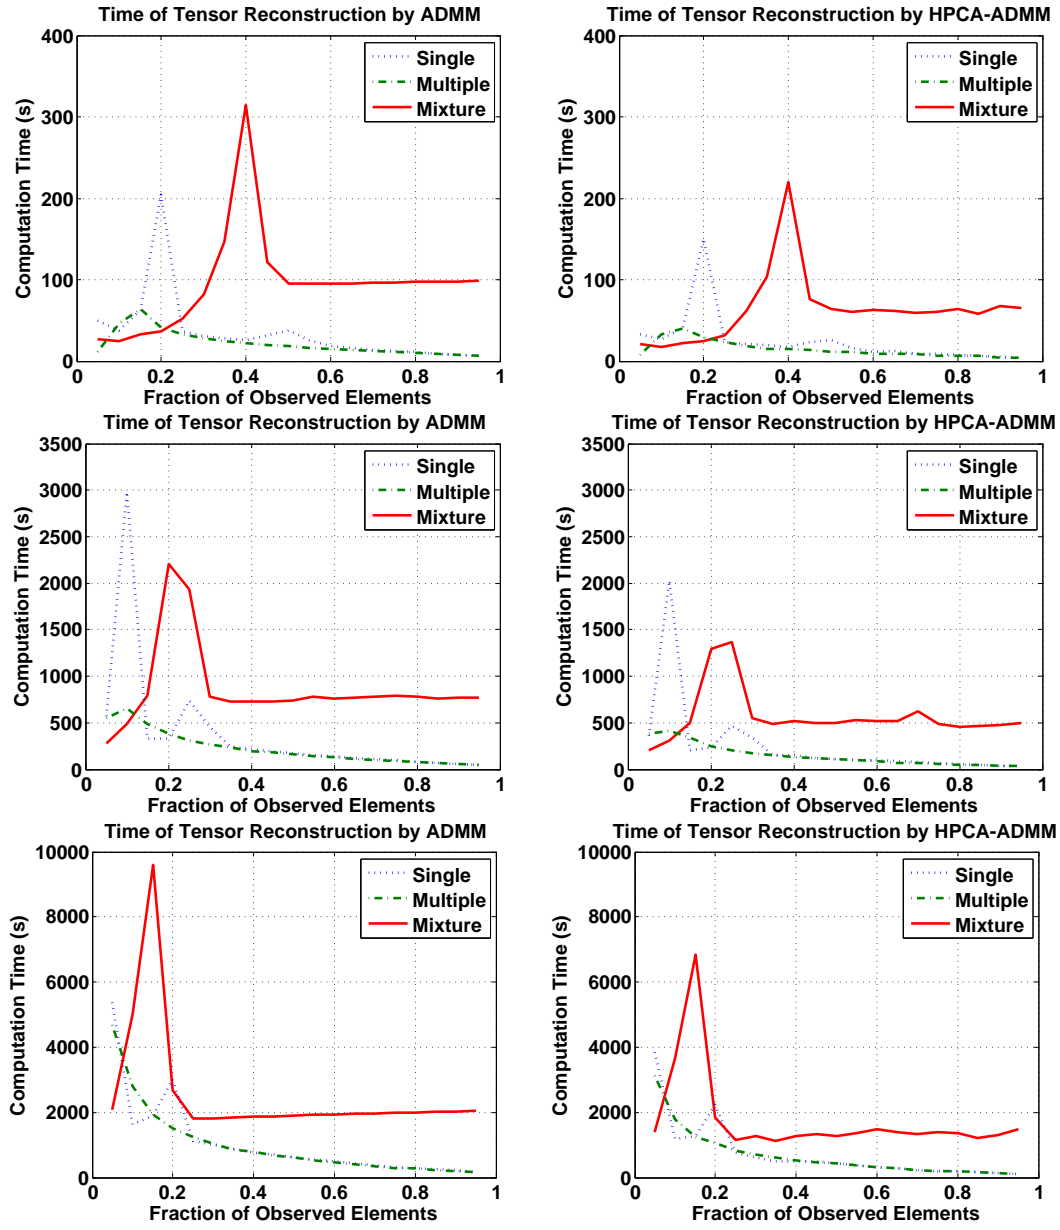 Time of Tensor Reconstruction by ADMM
Computation Time (s)
400
300
200
100
0
0
0.2
0.4
0.6
0.8
1
Fraction of Observed Elements
Single
Multiple
Mixture
Time of Tensor Reconstruction by HPCA-ADMM
Computation Time (s)
400
300
200
100
0
0
0.2
0.4
0.6
0.8
1
Fraction of Observed Elements
Single
Multiple
Mixture
Time of Tensor Reconstruction by ADMM
Computation Time (s)
3500
3000
2500
2000
1500
1000
500
0
0
0.2
0.4
0.6
0.8
1
Fraction of Observed Elements
Single
Multiple
Mixture
Time of Tensor Reconstruction by HPCA-ADMM
Computation Time (s)
3500
3000
2500
2000
1500
1000
500
0
0
0.2
0.4
0.6
0.8
1
Fraction of Observed Elements
Single
Multiple
Mixture
Time of Tensor Reconstruction by ADMM
Computation Time (s)
10000
8000
6000
4000
2000
0
0
0.2
0.4
0.6
0.8
1
Fraction of Observed Elements
Single
Multiple
Mixture
Time of Tensor Reconstruction by HPCA-ADMM
Computation Time (s)
10000
8000
6000
4000
2000
0
0
0.2
0.4
0.6
0.8
1
Fraction of Observed Elements
Single
Multiple
Mixture